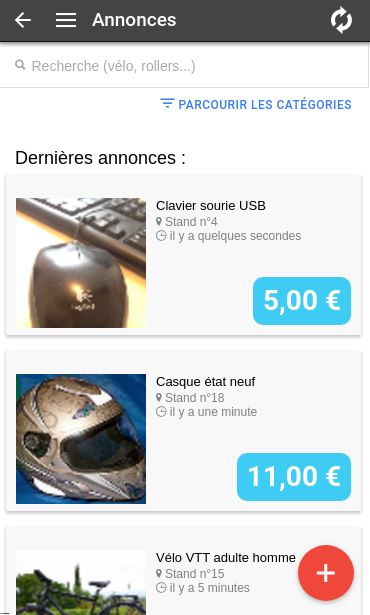 Annonces
Recherche (vélo, rollers...)
PARCOURIR LES CATÉGORIES
Dernières annonces :
Clavier sourie USB
Stand n°4
il y a quelques secondes
5,00 €
Casque état neuf
Stand n°18
il y a une minute
11,00 €
Vélo VTT adulte homme
Stand n°15
il y a 5 minutes